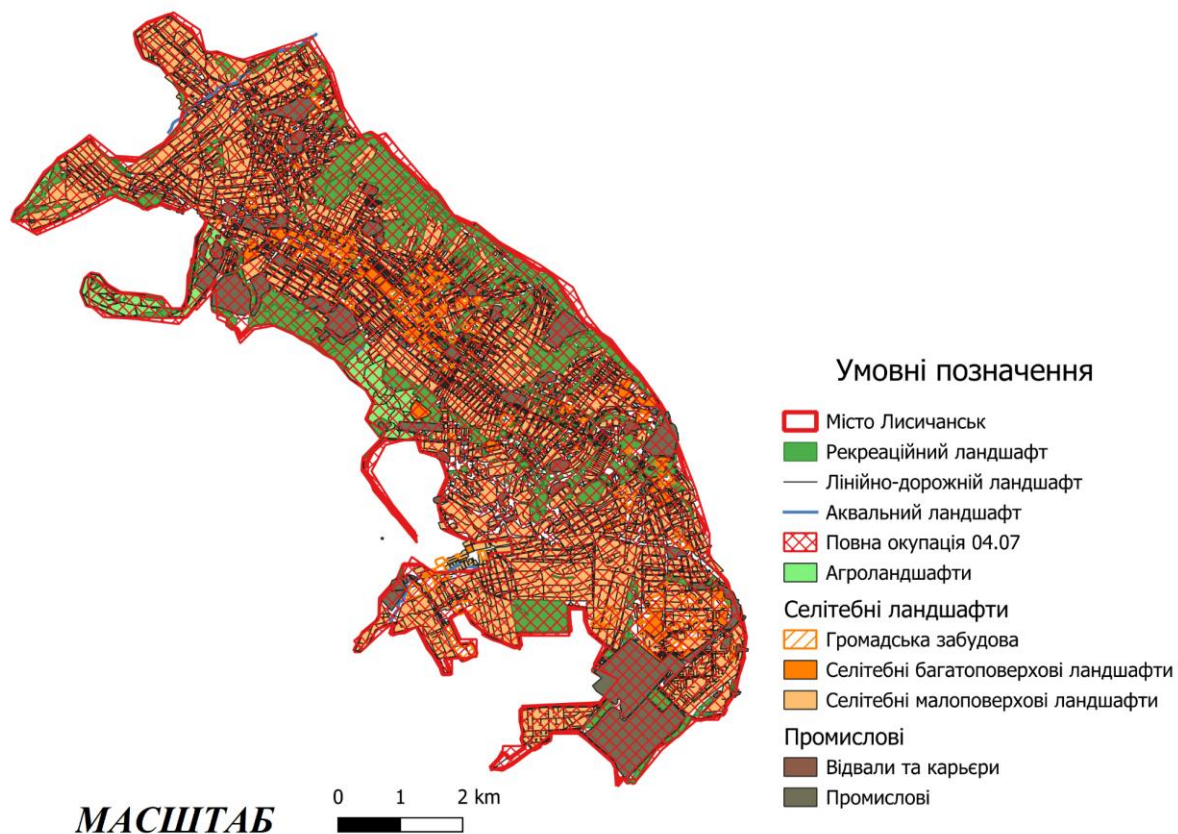 Умовні позначення
Місто Лисичанськ
Рекреаційний ландшафт
Лінійно-дорожній ландшафт
Аквальний ландшафт
Повна окупація 04.07
Агроландшафти
Селітебні ландшафти
Громадська забудова
Селітебні багатоповерхові ландшафти
Селітебні малоповерхові ландшафти
Промислові
Відвали та карьєри
Промислові
0 1 2 km
МАСШТАБ